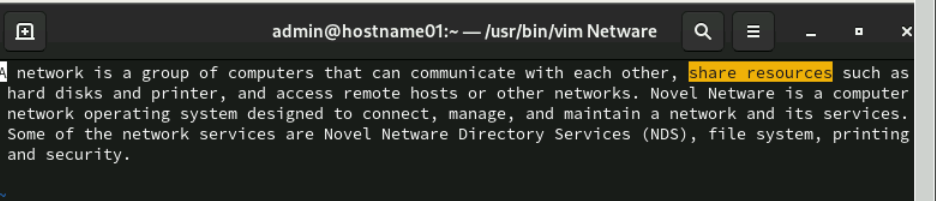 admin@hostname01:~ — /usr/bin/vim Netware
A network is a group of computers that can communicate with each other, share resources such as
hard disks and printer, and access remote hosts or other networks. Novel Netware is a computer
network operating system designed to connect, manage, and maintain a network and its services.
Some of the network services are Novel Netware Directory Services (NDS), file system, printing
and security.
~